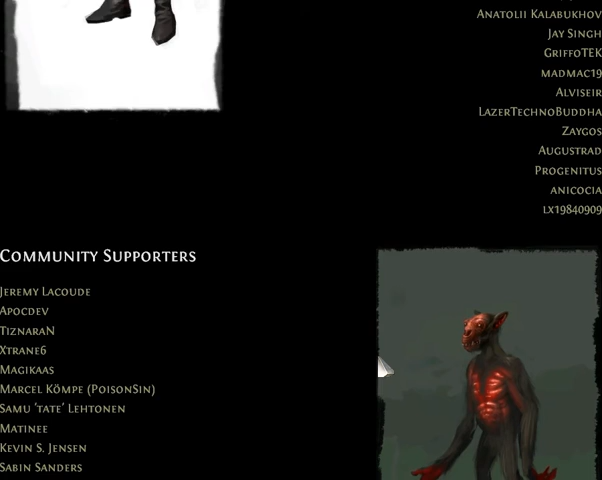 Anatolii Kalabukhov
Jay Singh
GriffoTEK
madmac19
Alviseir
LazerTechnoBuddha
Zaygos
Augustrad
Progenitus
anicocia
lx19840909
Community Supporters
Jeremy Lacoude
Apocdev
TiznaraN
Xtrane6
Magikaas
Marcel Kömpe (PoisonSin)
Samu 'tate' Lehtonen
Matinee
Kevin S. Jensen
Sabin Sanders